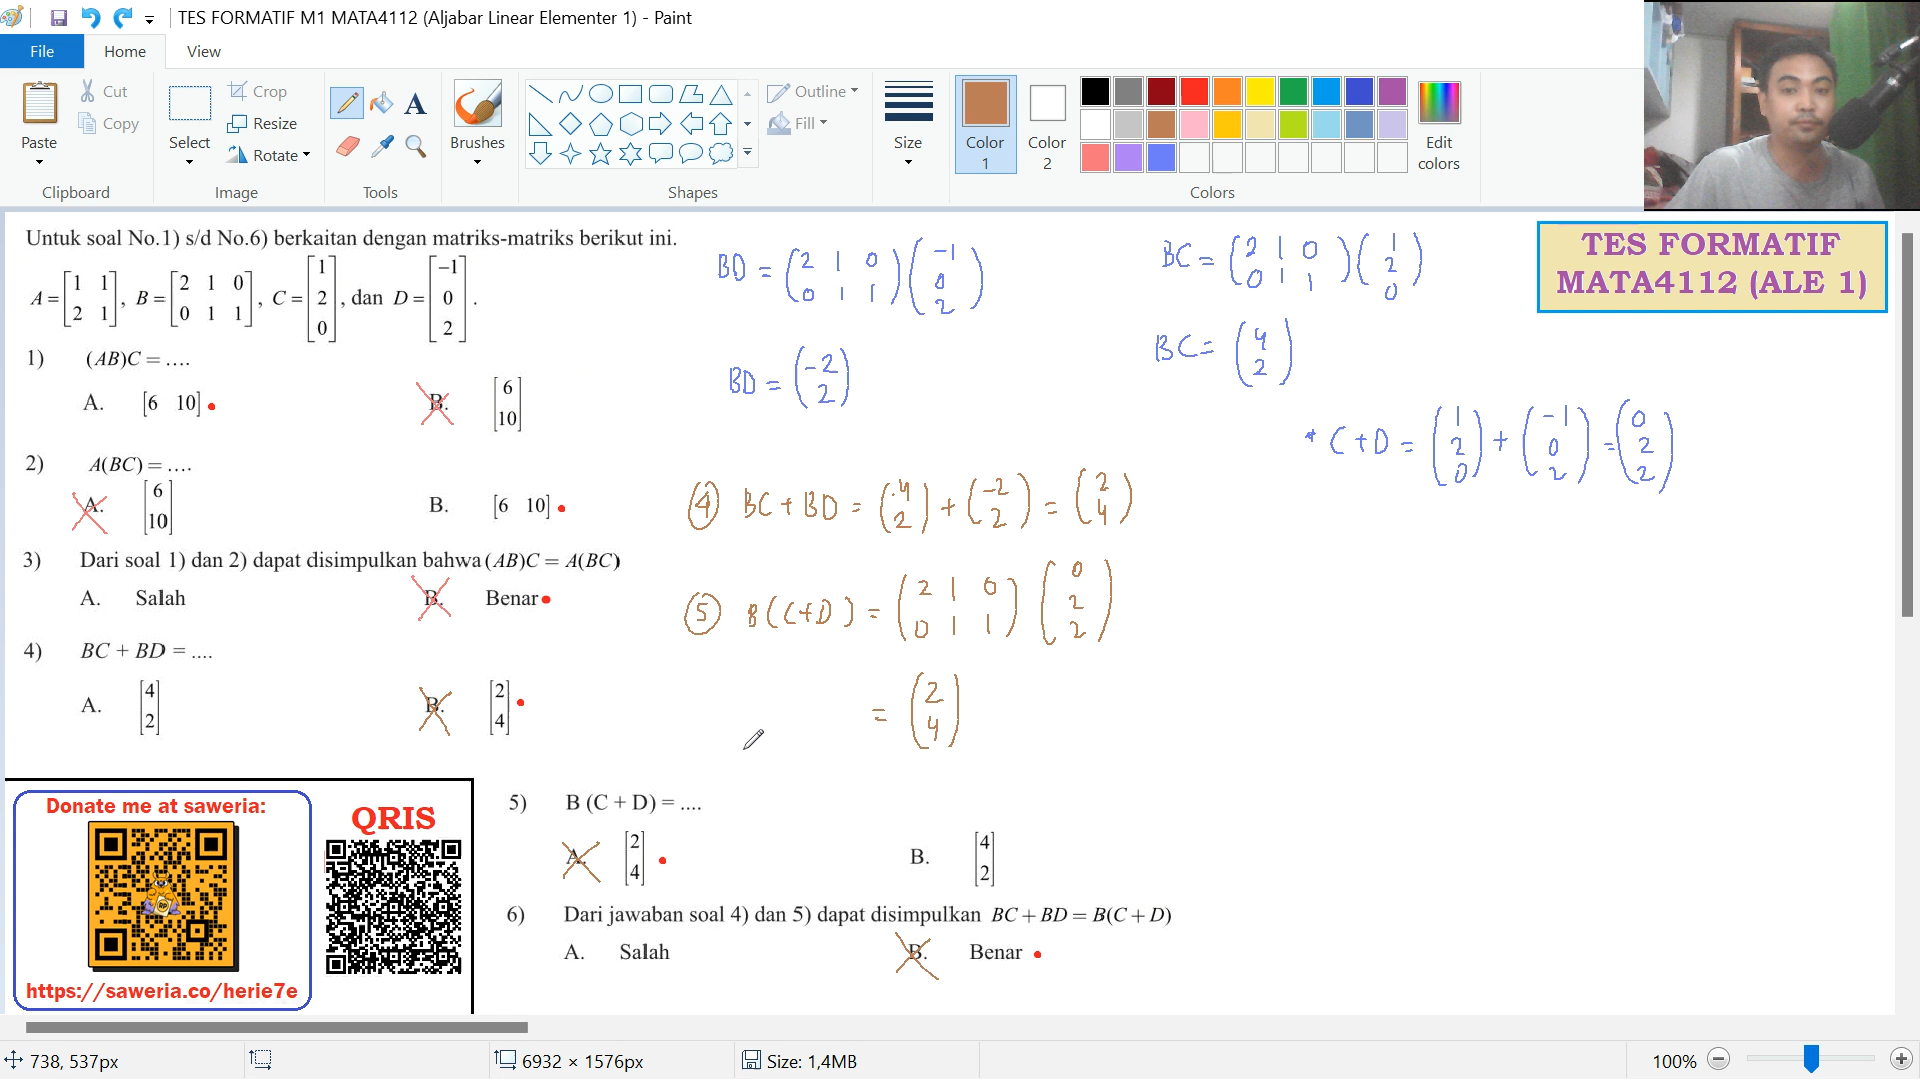 TES FORMATIF M1 MATA4112 (Aljabar Linear Elementer 1) - Paint
File Home View
Paste
Cut
Copy
Clipboard
Select
Crop
Resize
Rotate
Image
A
Tools
Brushes
Outline
Fill
Shapes
Size
Color 1
Color 2
Edit colors
Colors
TES FORMATIF
MATA4112 (ALE 1)
Untuk soal No.1) s/d No.6) berkaitan dengan matriks-matriks berikut ini.
A = [1 1; 2 1], B = [2 1 0; 0 1 1], C = [1; 2; 0], dan D = [-1; 0; 2].
1) (AB)C = ....
A. [6 10] B. [6; 10]
2) A(BC) = ....
A. [6; 10] B. [6 10]
3) Dari soal 1) dan 2) dapat disimpulkan bahwa (AB)C = A(BC)
A. Salah B. Benar
4) BC + BD = ....
A. [4; 2] B. [2; 4]
BD = (2 1 0; 0 1 1) (-1; 0; 2)
BD = (-2; 2)
BC = (2 1 0; 0 1 1) (1; 2; 0)
BC = (4; 2)
* C+D = (1; 2; 0) + (-1; 0; 2) = (0; 2; 2)
④ BC + BD = (4; 2) + (-2; 2) = (2; 4)
⑤ B(C+D) = (2 1 0; 0 1 1) (0; 2; 2)
= (2; 4)
Donate me at saweria:
RP
https://saweria.co/herie7e
QRIS
5) B (C + D) = ....
A. [2; 4] B. [4; 2]
6) Dari jawaban soal 4) dan 5) dapat disimpulkan BC + BD = B(C + D)
A. Salah B. Benar
738, 537px
6932 × 1576px
Size: 1,4MB
100%